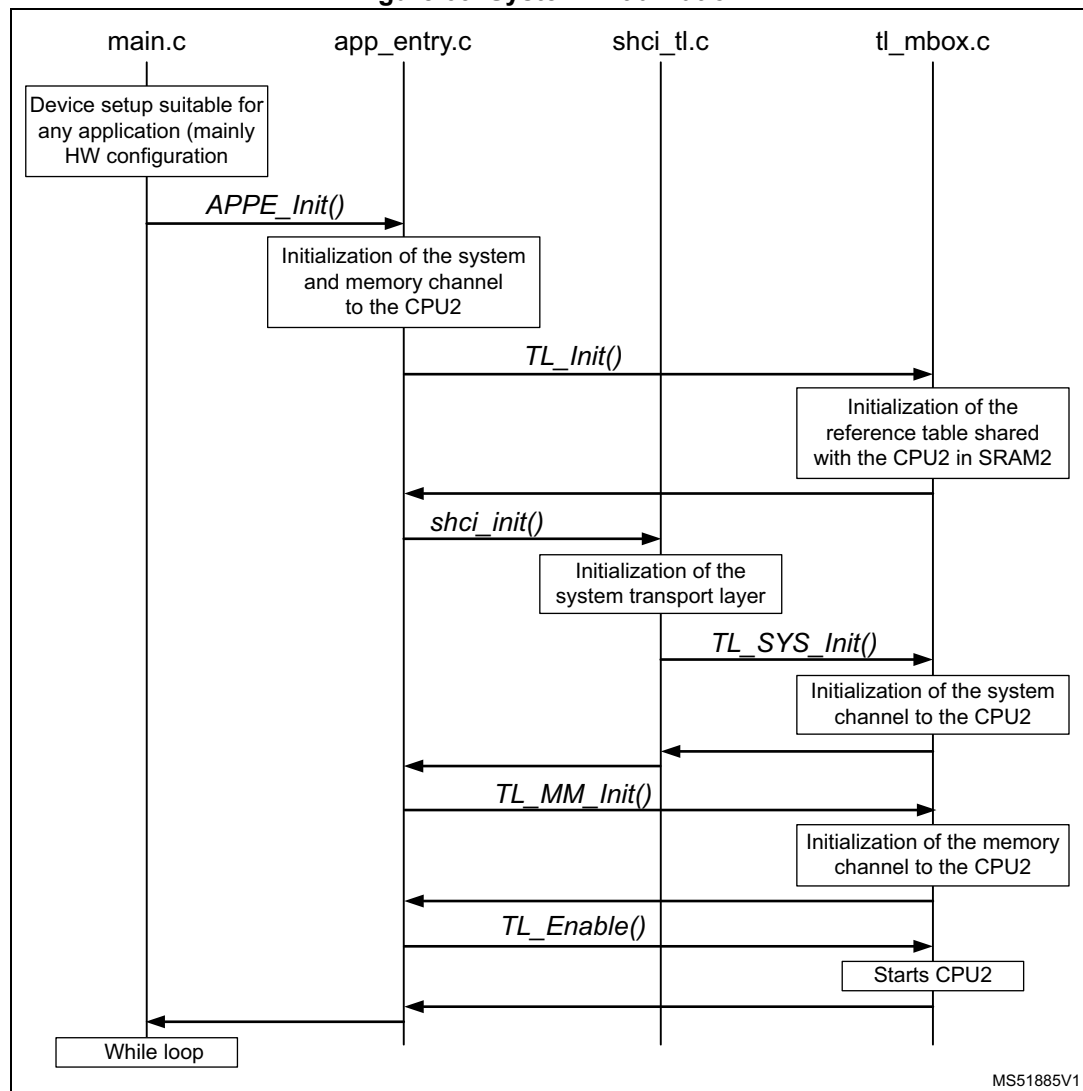 main.c
app_entry.c
shci_tl.c
tl_mbox.c
Device setup suitable for
any application (mainly
HW configuration
APPE_Init()
Initialization of the system
and memory channel
to the CPU2
TL_Init()
Initialization of the
reference table shared
with the CPU2 in SRAM2
shci_init()
Initialization of the
system transport layer
TL_SYS_Init()
Initialization of the system
channel to the CPU2
TL_MM_Init()
Initialization of the memory
channel to the CPU2
TL_Enable()
Starts CPU2
While loop
MS51885V1